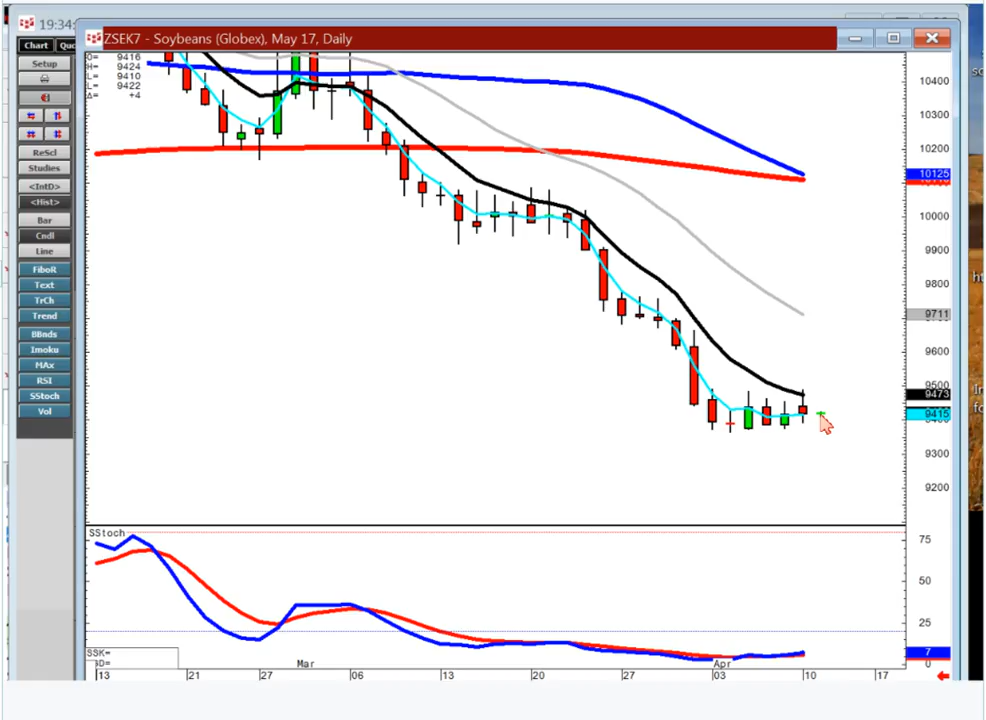 19:34:
ZSEK7 - Soybeans (Globex), May 17, Daily
Chart
Setup
ReScl
Studies
<IntD>
<Hist>
Bar
Cndl
Line
FiboR
Text
TrCh
Trend
BBnds
Imoku
MAx
RSI
SStoch
Vol
O= 9416
H= 9424
L= 9410
L= 9422
Δ= +4
10400
10300
10200
10125
10000
9900
9800
9711
9600
9500
9473
9415
9300
9200
SStoch
75
50
25
7
0
SSK=
SD=
Mar
Apr
13
21
27
06
13
20
27
03
10
17